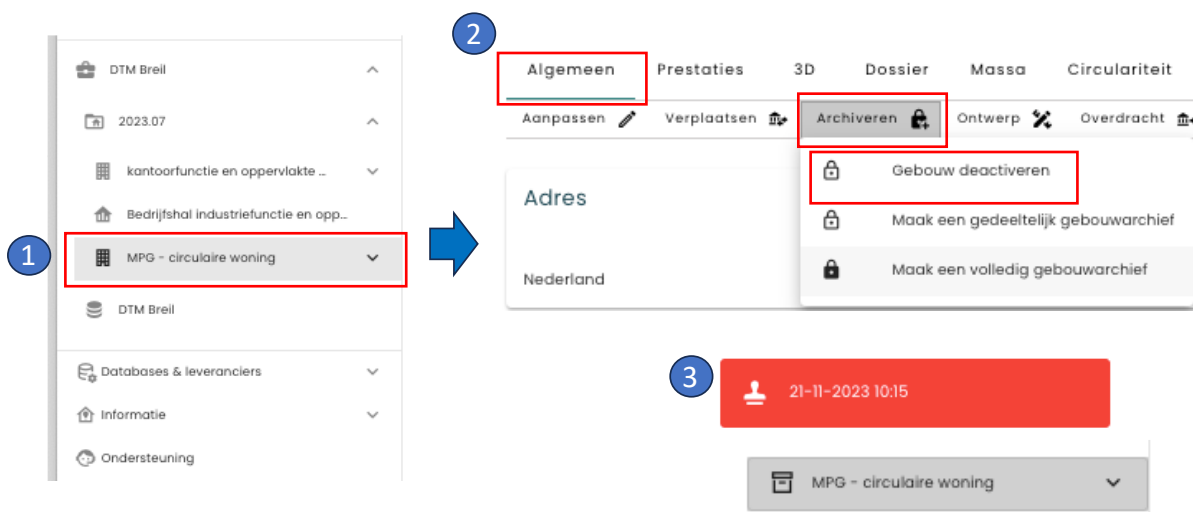 DTM Breil
2023.07
kantoorfunctie en oppervlakte ...
Bedrijfshal industriefunctie en opp...
1
MPG - circulaire woning
DTM Breil
Databases & leveranciers
Informatie
Ondersteuning
2
Algemeen Prestaties 3D Dossier Massa Circulariteit
Aanpassen Verplaatsen Archiveren Ontwerp Overdracht
Gebouw deactiveren
Maak een gedeeltelijk gebouwarchief
Maak een volledig gebouwarchief
Adres
Nederland
3
21-11-2023 10:15
MPG - circulaire woning